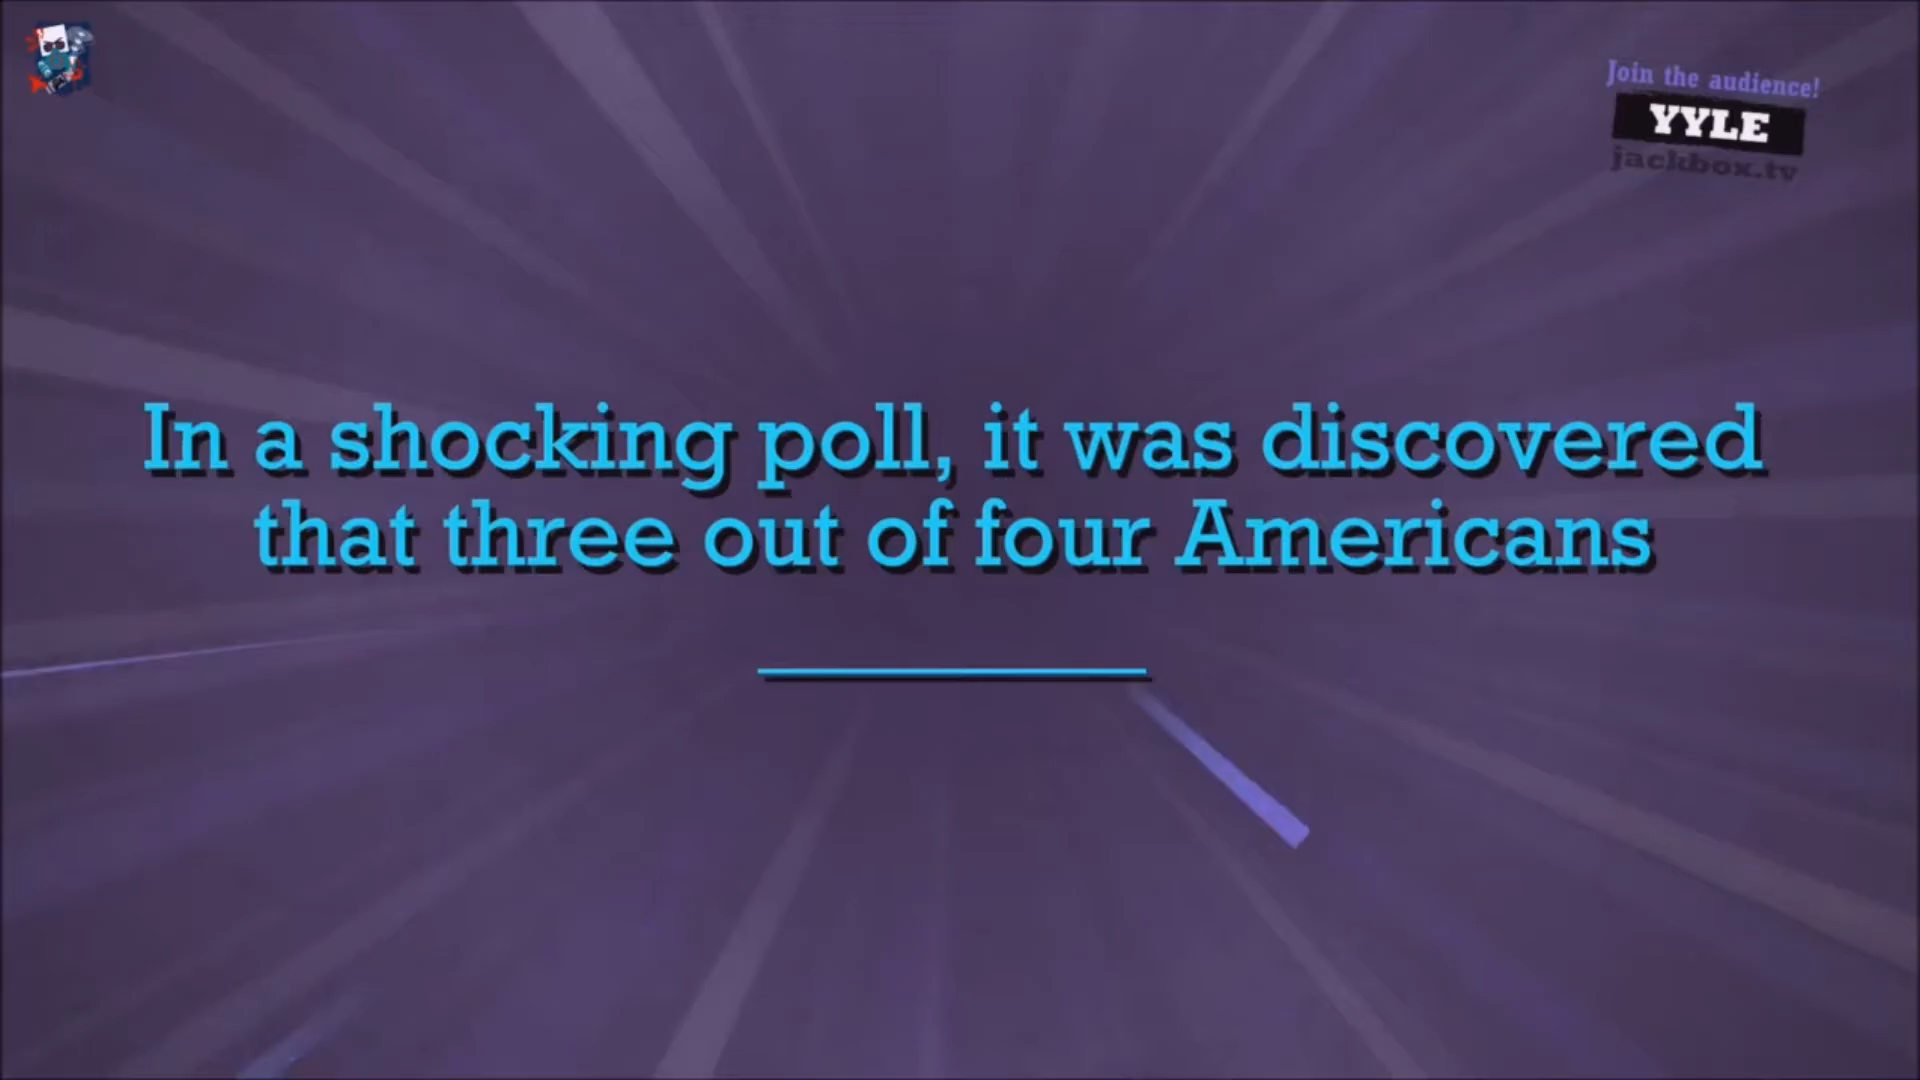 Join the audience!
YYLE
jackbox.tv
In a shocking poll, it was discovered
that three out of four Americans